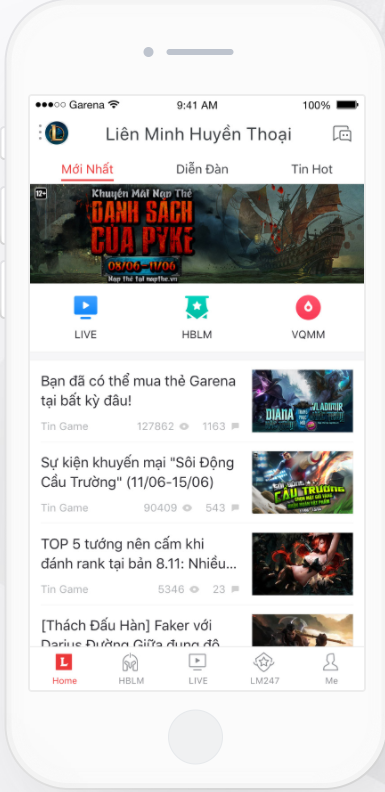 Garena
9:41 AM
100%
Liên Minh Huyền Thoại
Mới Nhất
Diễn Đàn
Tin Hot
12+
Khuyến Mãi Nạp Thẻ
DANH SÁCH
CỦA PYKE
08/06-11/06
Nạp thẻ tại napthe.vn
LIVE
HBLM
VQMM
Bạn đã có thể mua thẻ Garena
tại bất kỳ đâu!
Tin Game
127862
1163
DIANA
VLADIMIR
Sự kiện khuyến mại "Sôi Động
Cầu Trường" (11/06-15/06)
Tin Game
90409
543
CẦU TRƯỜNG
TOP 5 tướng nên cấm khi
đánh rank tại bản 8.11: Nhiều...
Tin Game
5346
23
[Thách Đấu Hàn] Faker với
Darius Đường Giữa đụng độ
L
Home
HBLM
LIVE
LM247
Me